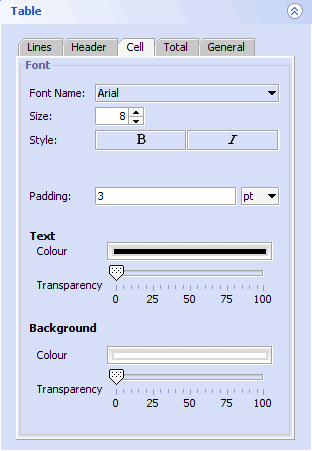 Table
Lines Header Cell Total General
Font
Font Name: Arial
Size: 8
Style: B I
Padding: 3 pt
Text
Colour
Transparency
0 25 50 75 100
Background
Colour
Transparency
0 25 50 75 100